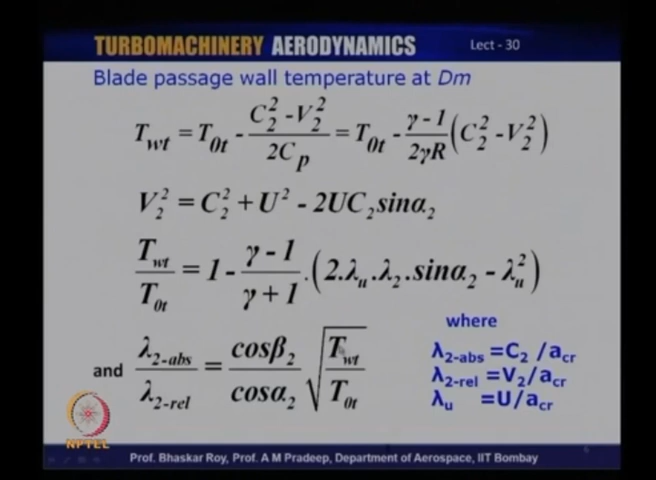 TURBOMACHINERY AERODYNAMICS Lect - 30
Blade passage wall temperature at Dm
T_wt = T_0t - (C_2^2 - V_2^2)/(2C_p) = T_0t - (γ-1)/(2γR) (C_2^2 - V_2^2)
V_2^2 = C_2^2 + U^2 - 2UC_2sinα_2
T_wt/T_0t = 1 - (γ-1)/(γ+1) .(2.λ_u.λ_2.sinα_2 - λ_u^2)
and λ_2-abs/λ_2-rel = cosβ_2/cosα_2 √(T_wt/T_0t)
where
λ_2-abs =C_2 /a_cr
λ_2-rel =V_2/a_cr
λ_u =U/a_cr
NPTEL
Prof. Bhaskar Roy, Prof. A M Pradeep, Department of Aerospace, IIT Bombay